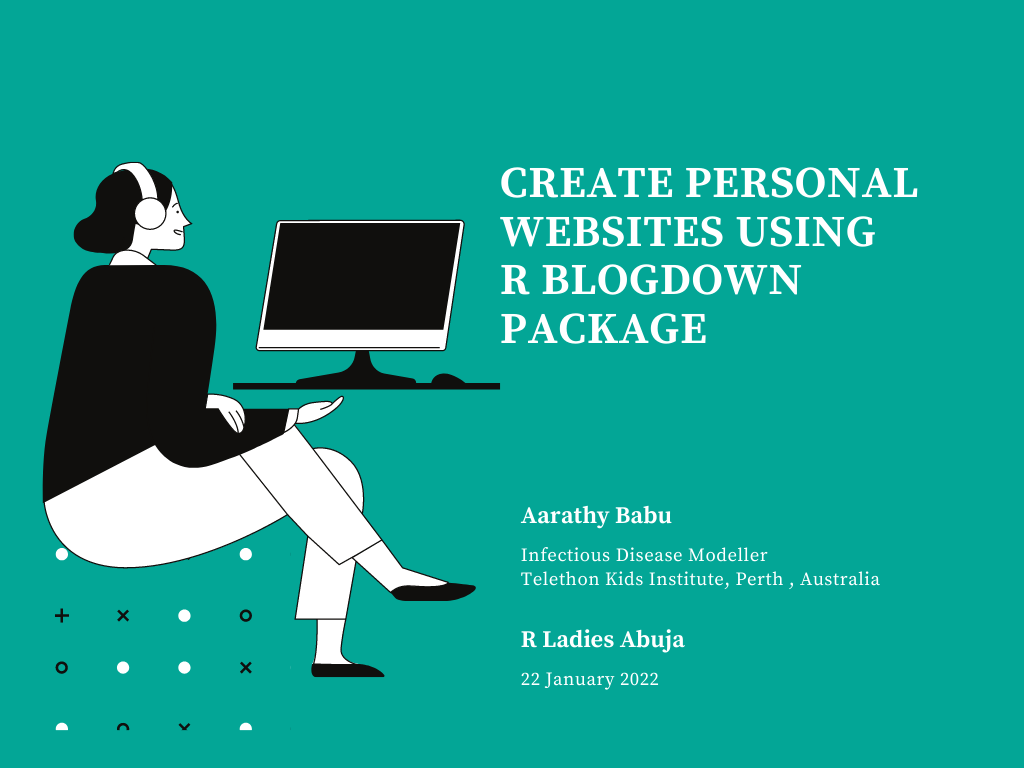 CREATE PERSONAL
WEBSITES USING
R BLOGDOWN
PACKAGE
Aarathy Babu
Infectious Disease Modeller
Telethon Kids Institute, Perth , Australia
R Ladies Abuja
22 January 2022